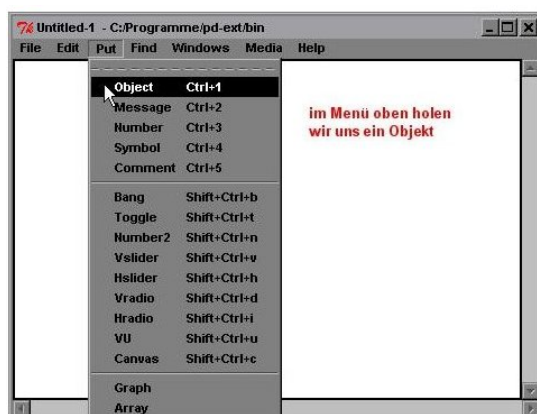 Untitled-1 - C:/Programme/pd-ext/bin
File Edit Put Find Windows Media Help
Object Ctrl+1
Message Ctrl+2
Number Ctrl+3
Symbol Ctrl+4
Comment Ctrl+5
im Menü oben holen
wir uns ein Objekt
Bang Shift+Ctrl+b
Toggle Shift+Ctrl+t
Number2 Shift+Ctrl+n
Vslider Shift+Ctrl+v
Hslider Shift+Ctrl+h
Vradio Shift+Ctrl+d
Hradio Shift+Ctrl+i
VU Shift+Ctrl+u
Canvas Shift+Ctrl+c
Graph
Array